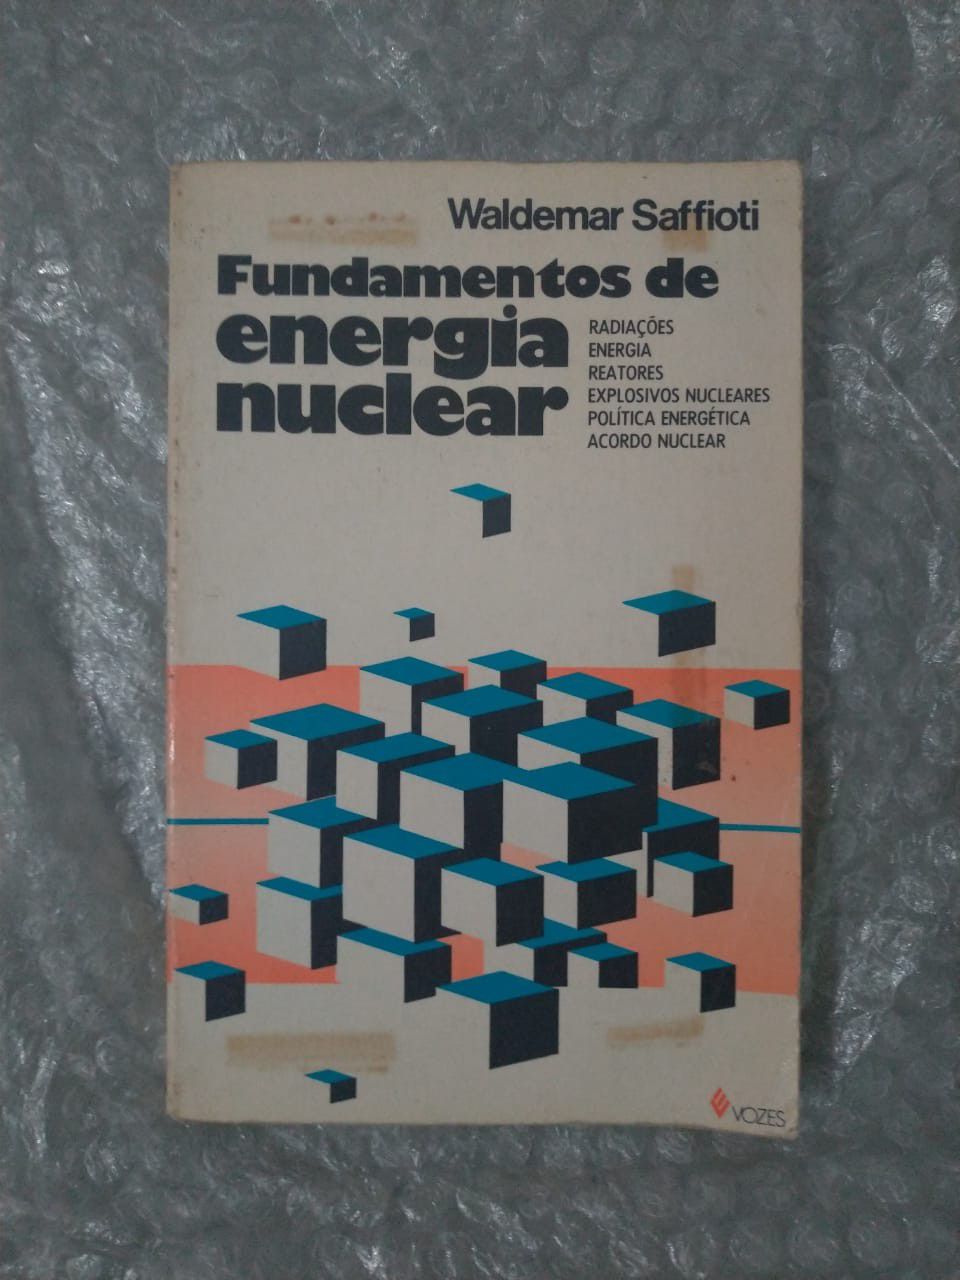 Waldemar Saffioti
Fundamentos de
energia
nuclear
RADIAÇÕES
ENERGIA
REATORES
EXPLOSIVOS NUCLEARES
POLÍTICA ENERGÉTICA
ACORDO NUCLEAR
VOZES